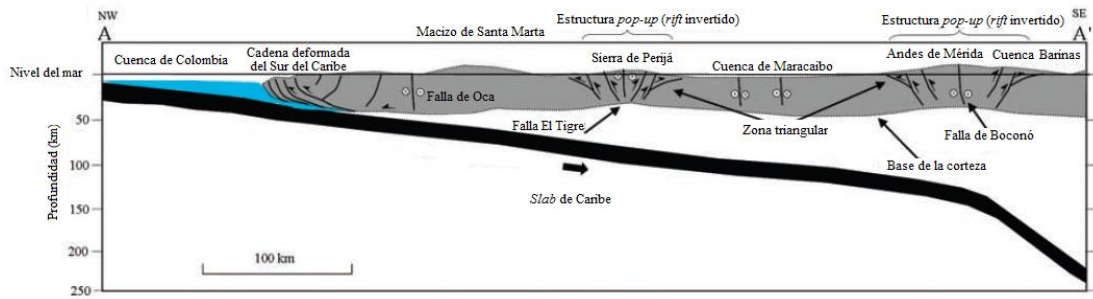 NW
SE
A
A'
Estructura pop-up (rift invertido)
Estructura pop-up (rift invertido)
Macizo de Santa Marta
Cuenca de Colombia
Cadena deformada
del Sur del Caribe
Sierra de Perijá
Andes de Mérida
Cuenca Barinas
Cuenca de Maracaibo
Nivel del mar
Falla de Oca
Falla El Tigre
Zona triangular
Falla de Boconó
Base de la corteza
Slab de Caribe
Profundidad (km)
50
100
150
200
250
100 km